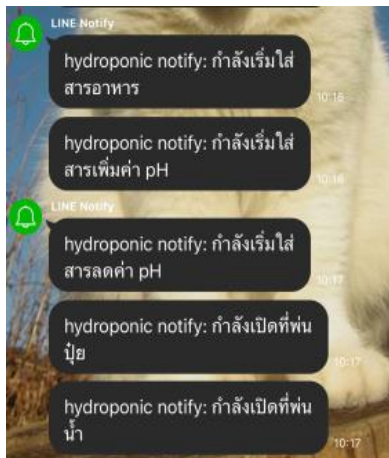 LINE Notify
hydroponic notify: กำลังเริ่มใส่
สารอาหาร
10:16
hydroponic notify: กำลังเริ่มใส่
สารเพิ่มค่า pH
10:16
LINE Notify
hydroponic notify: กำลังเริ่มใส่
สารลดค่า pH
10:17
hydroponic notify: กำลังเปิดที่พ่น
ปุ๋ย
10:17
hydroponic notify: กำลังเปิดที่พ่น
น้ำ
10:17